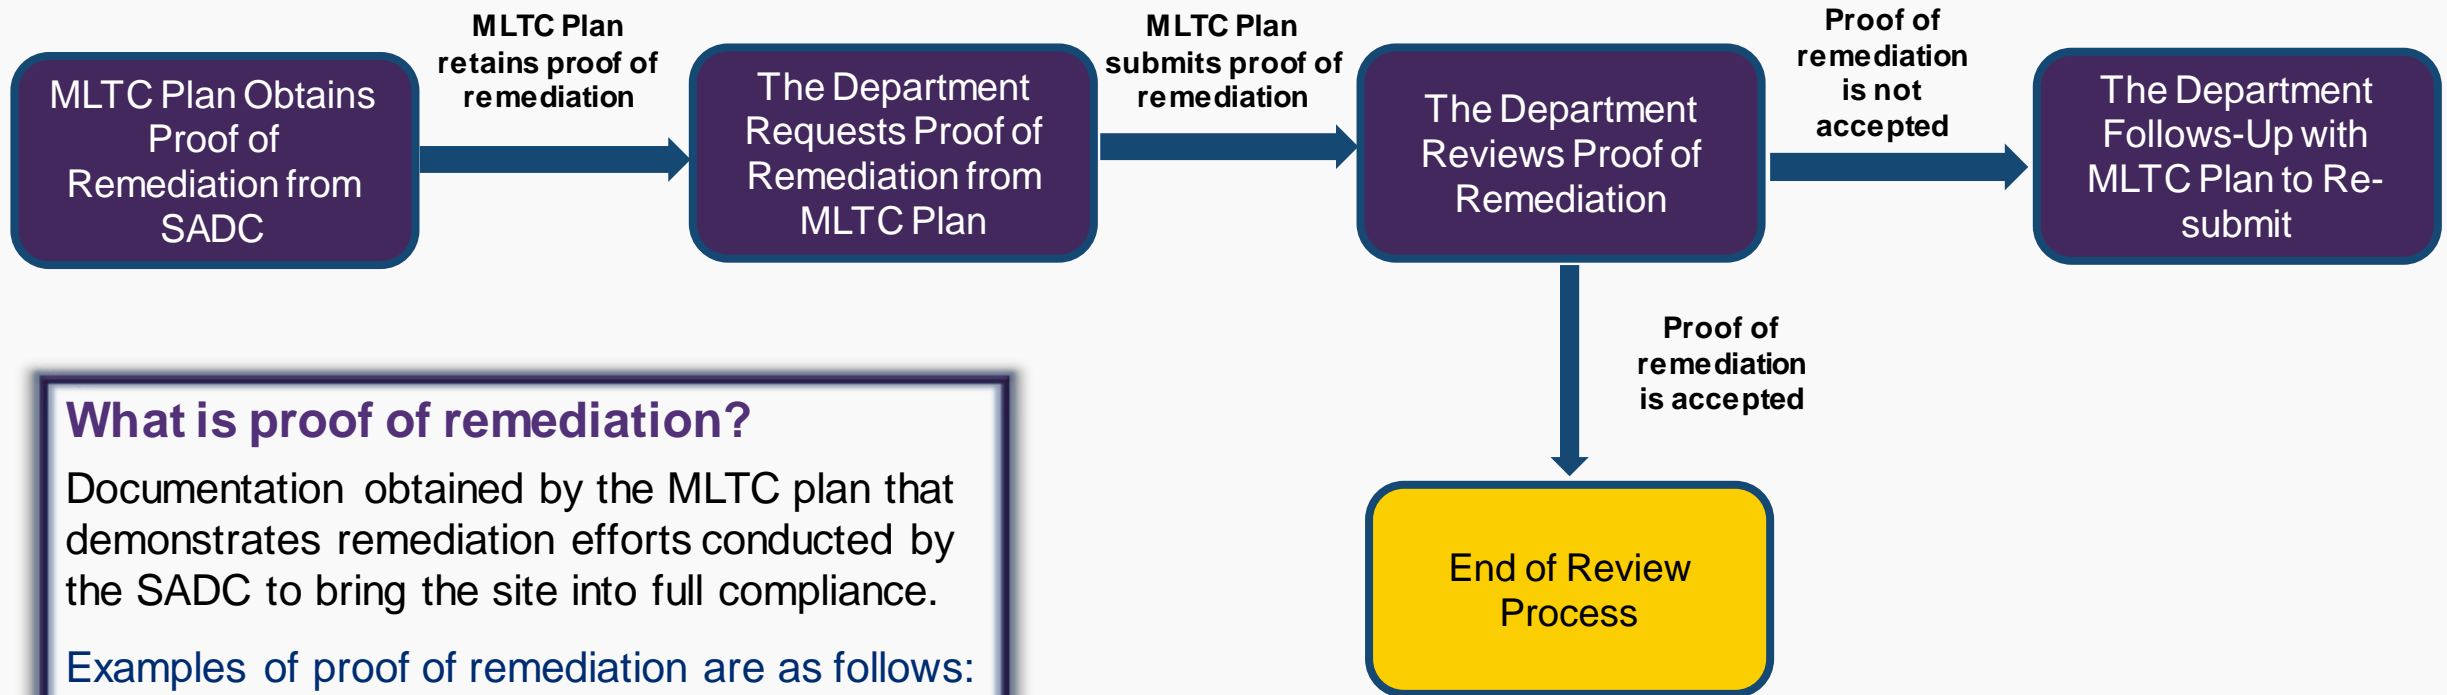 MLTC Plan Obtains
Proof of
Remediation from
SADC
MLTC Plan
retains proof of
remediation
The Department
Requests Proof of
Remediation from
MLTC Plan
MLTC Plan
submits proof of
remediation
The Department
Reviews Proof of
Remediation
Proof of
remediation
is not
accepted
The Department
Follows-Up with
MLTC Plan to Re-
submit
Proof of
remediation
is accepted
End of Review
Process
What is proof of remediation?
Documentation obtained by the MLTC plan that
demonstrates remediation efforts conducted by
the SADC to bring the site into full compliance.
Examples of proof of remediation are as follows: